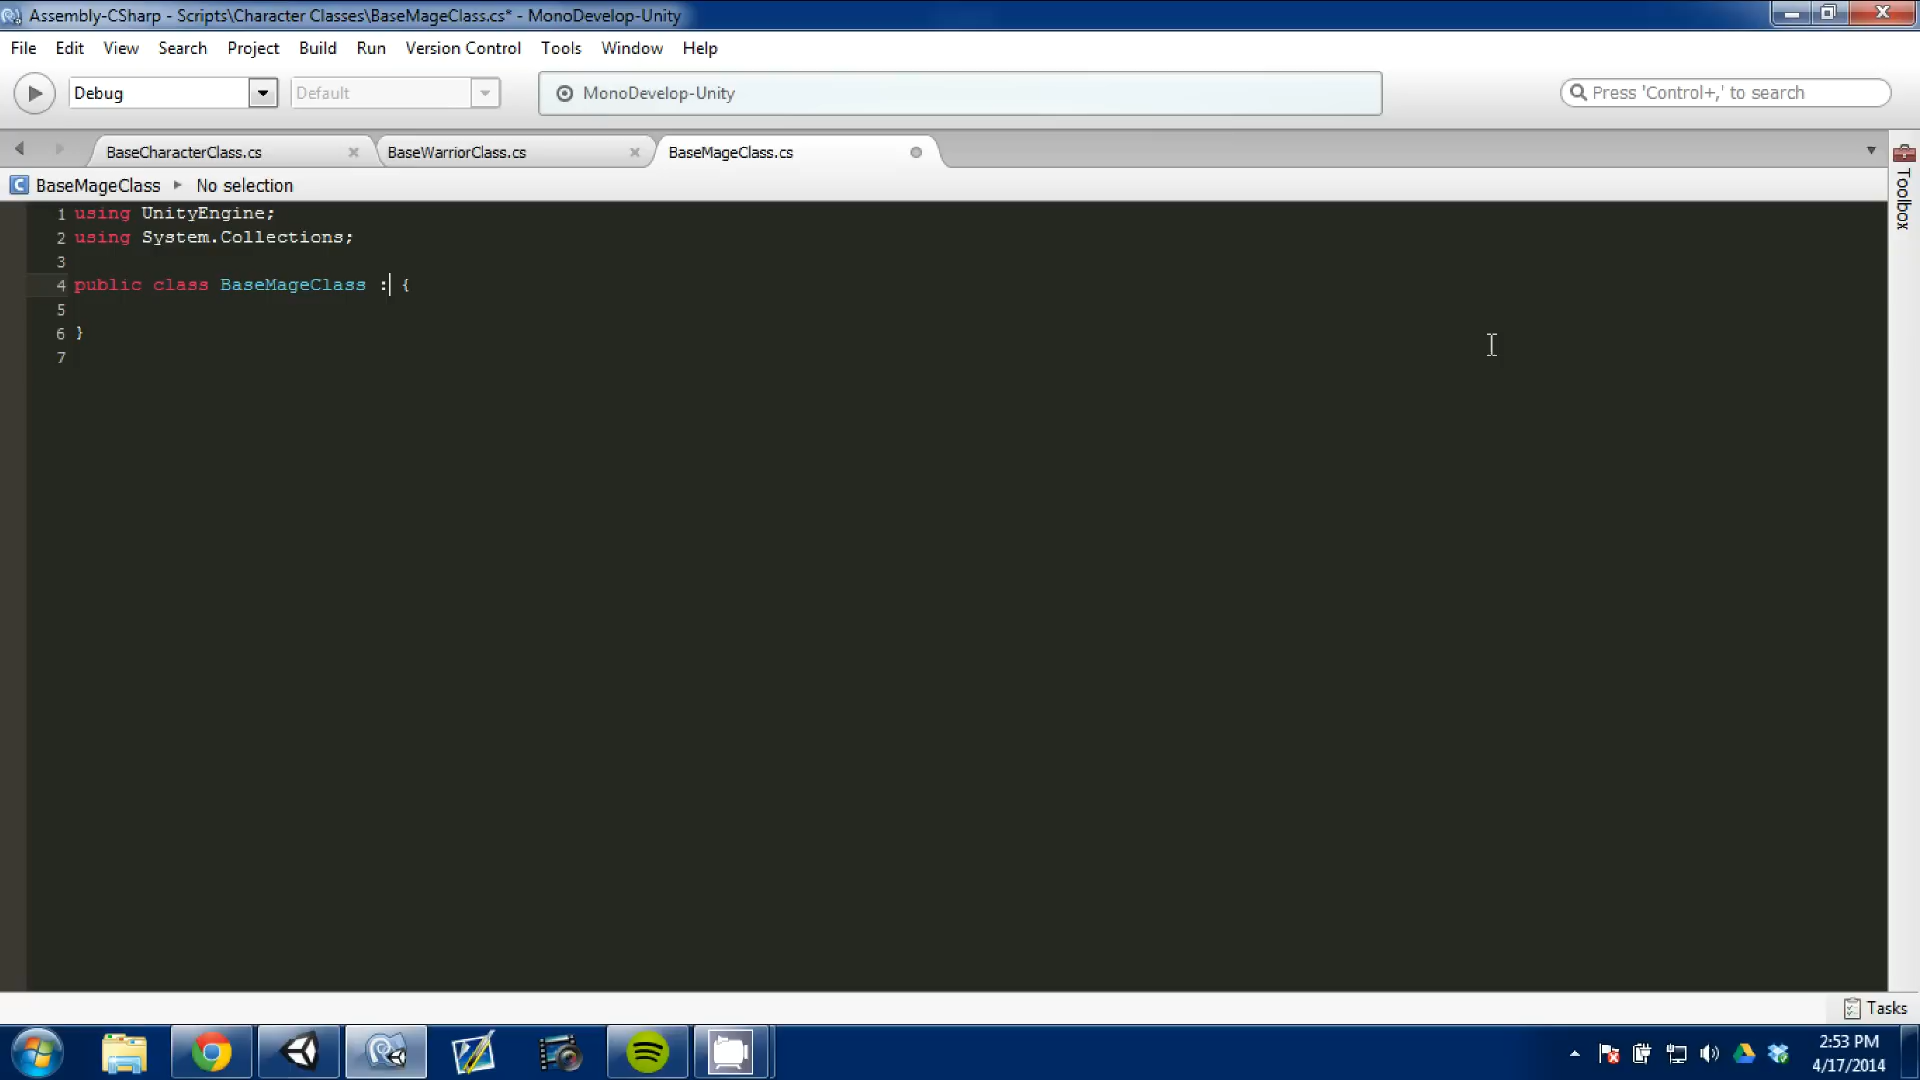 Assembly-CSharp - Scripts\Character Classes\BaseMageClass.cs* - MonoDevelop-Unity
File Edit View Search Project Build Run Version Control Tools Window Help
Debug Default MonoDevelop-Unity Press 'Control+,' to search
BaseCharacterClass.cs BaseWarriorClass.cs BaseMageClass.cs
Toolbox
C BaseMageClass No selection
1 using UnityEngine;
2 using System.Collections;
3
4 public class BaseMageClass : {
5
6 }
7
Tasks
2:53 PM
4/17/2014